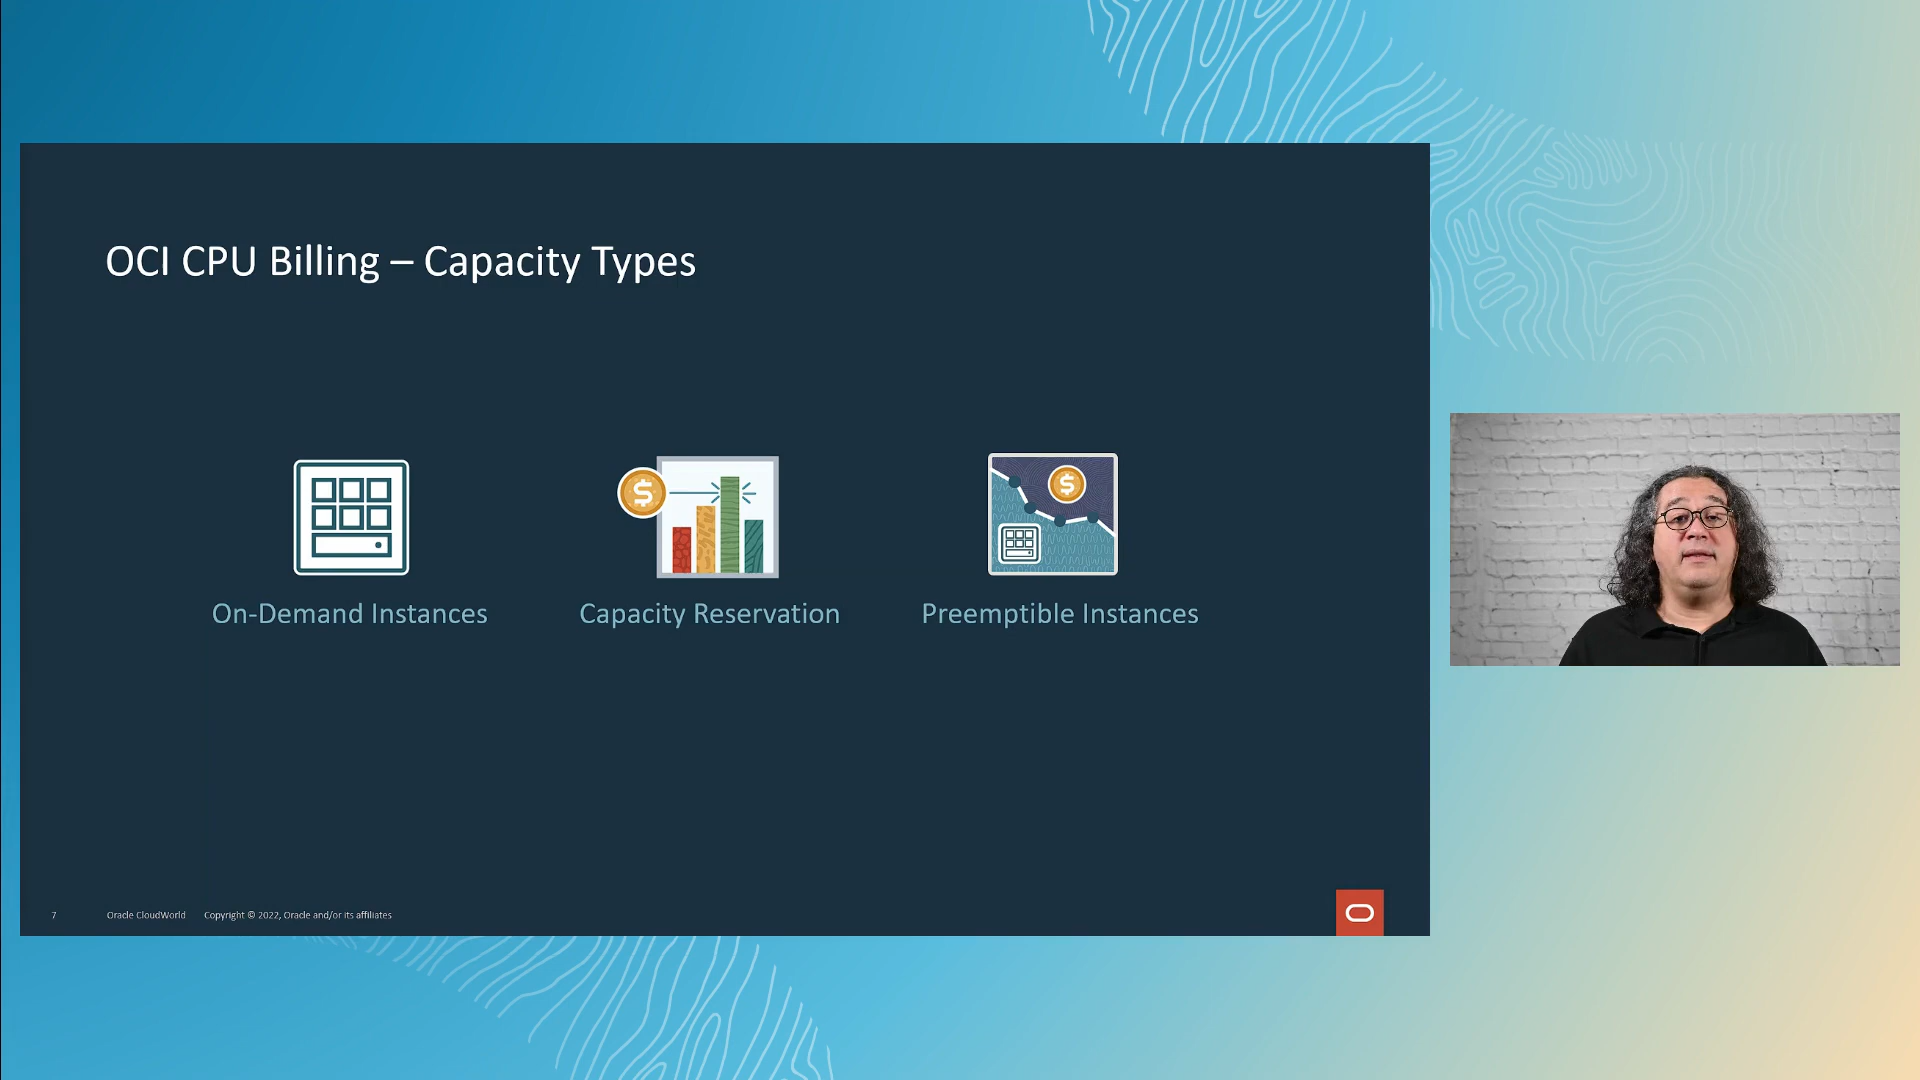 OCI CPU Billing – Capacity Types
$
$
On-Demand Instances
Capacity Reservation
Preemptible Instances
7
Oracle CloudWorld
Copyright © 2022, Oracle and/or its affiliates